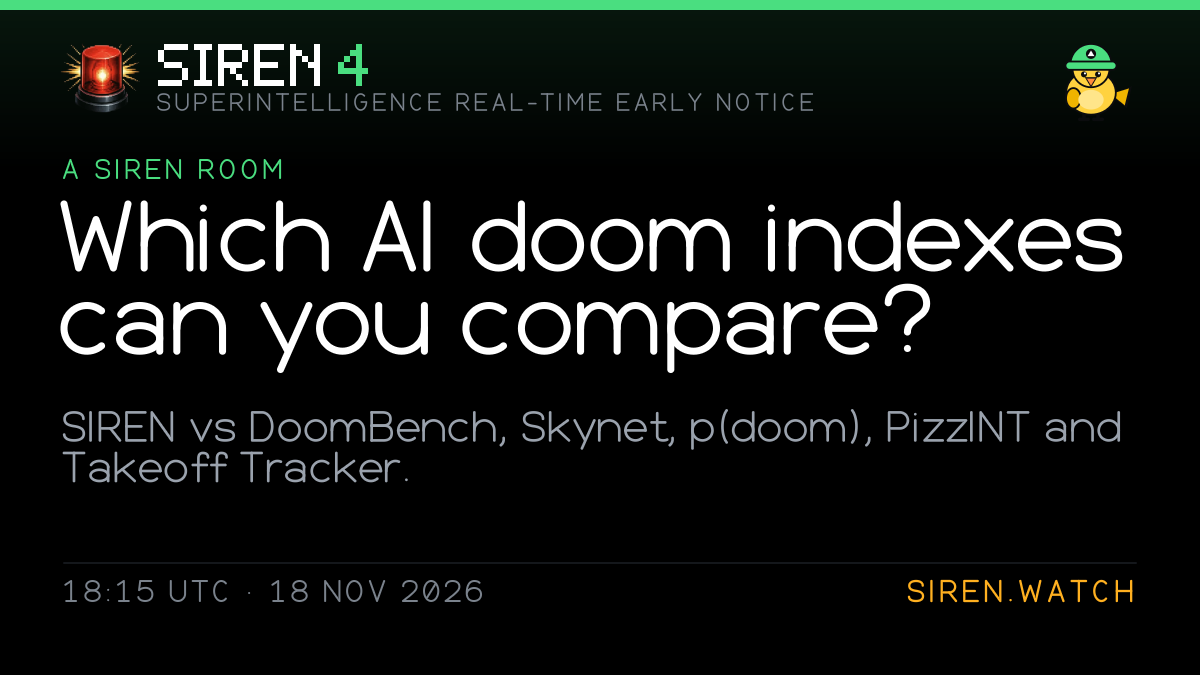 SIREN 4
SUPERINTELLIGENCE REAL-TIME EARLY NOTICE
A SIREN ROOM
Which AI doom indexes
can you compare?
SIREN vs DoomBench, Skynet, p(doom), PizzINT and
Takeoff Tracker.
18:15 UTC · 18 NOV 2026
SIREN.WATCH